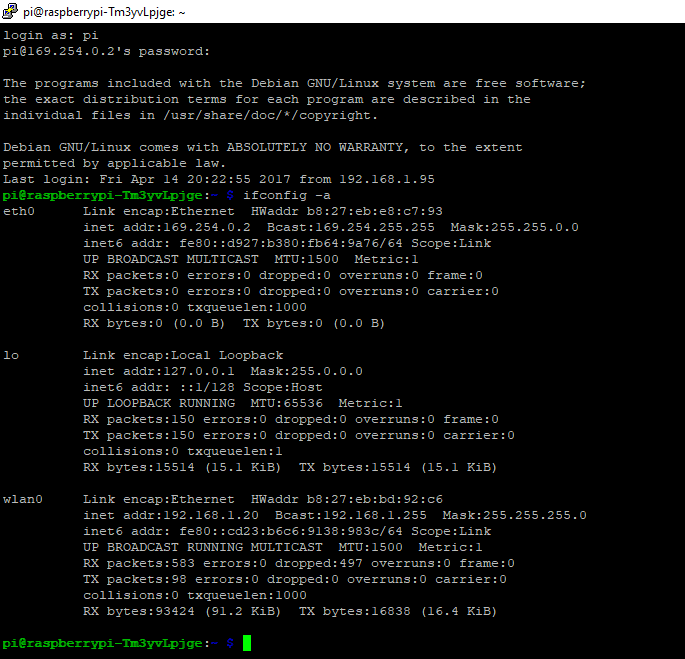 pi@raspberrypi-Tm3yvLpjge: ~
login as: pi
pi@169.254.0.2's password:
The programs included with the Debian GNU/Linux system are free software;
the exact distribution terms for each program are described in the
individual files in /usr/share/doc/*/copyright.
Debian GNU/Linux comes with ABSOLUTELY NO WARRANTY, to the extent
permitted by applicable law.
Last login: Fri Apr 14 20:22:55 2017 from 192.168.1.95
pi@raspberrypi-Tm3yvLpjge:~ $ ifconfig -a
eth0      Link encap:Ethernet  HWaddr b8:27:eb:e8:c7:93
          inet addr:169.254.0.2  Bcast:169.254.255.255  Mask:255.255.0.0
          inet6 addr: fe80::d927:b380:fb64:9a76/64 Scope:Link
          UP BROADCAST MULTICAST  MTU:1500  Metric:1
          RX packets:0 errors:0 dropped:0 overruns:0 frame:0
          TX packets:0 errors:0 dropped:0 overruns:0 carrier:0
          collisions:0 txqueuelen:1000
          RX bytes:0 (0.0 B)  TX bytes:0 (0.0 B)
lo        Link encap:Local Loopback
          inet addr:127.0.0.1  Mask:255.0.0.0
          inet6 addr: ::1/128 Scope:Host
          UP LOOPBACK RUNNING  MTU:65536  Metric:1
          RX packets:150 errors:0 dropped:0 overruns:0 frame:0
          TX packets:150 errors:0 dropped:0 overruns:0 carrier:0
          collisions:0 txqueuelen:1
          RX bytes:15514 (15.1 KiB)  TX bytes:15514 (15.1 KiB)
wlan0     Link encap:Ethernet  HWaddr b8:27:eb:bd:92:c6
          inet addr:192.168.1.20  Bcast:192.168.1.255  Mask:255.255.255.0
          inet6 addr: fe80::cd23:b6c6:9138:983c/64 Scope:Link
          UP BROADCAST RUNNING MULTICAST  MTU:1500  Metric:1
          RX packets:583 errors:0 dropped:497 overruns:0 frame:0
          TX packets:98 errors:0 dropped:0 overruns:0 carrier:0
          collisions:0 txqueuelen:1000
          RX bytes:93424 (91.2 KiB)  TX bytes:16838 (16.4 KiB)
pi@raspberrypi-Tm3yvLpjge:~ $